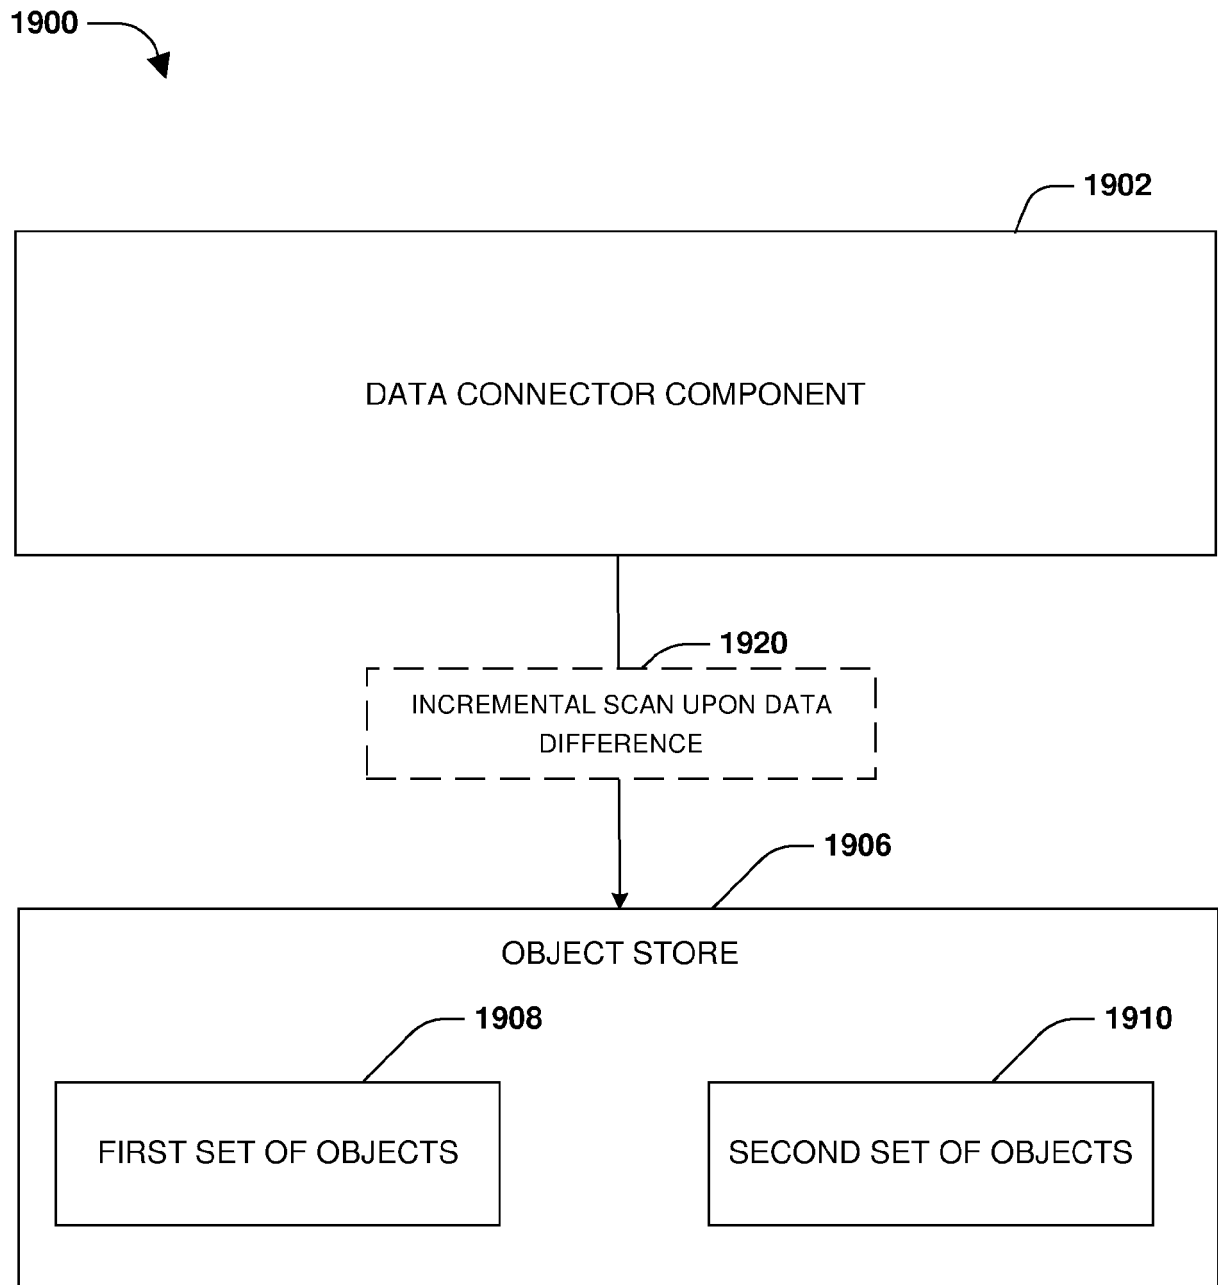 1900
1902
DATA CONNECTOR COMPONENT
1920
INCREMENTAL SCAN UPON DATA
DIFFERENCE
1906
OBJECT STORE
1908
1910
FIRST SET OF OBJECTS
SECOND SET OF OBJECTS